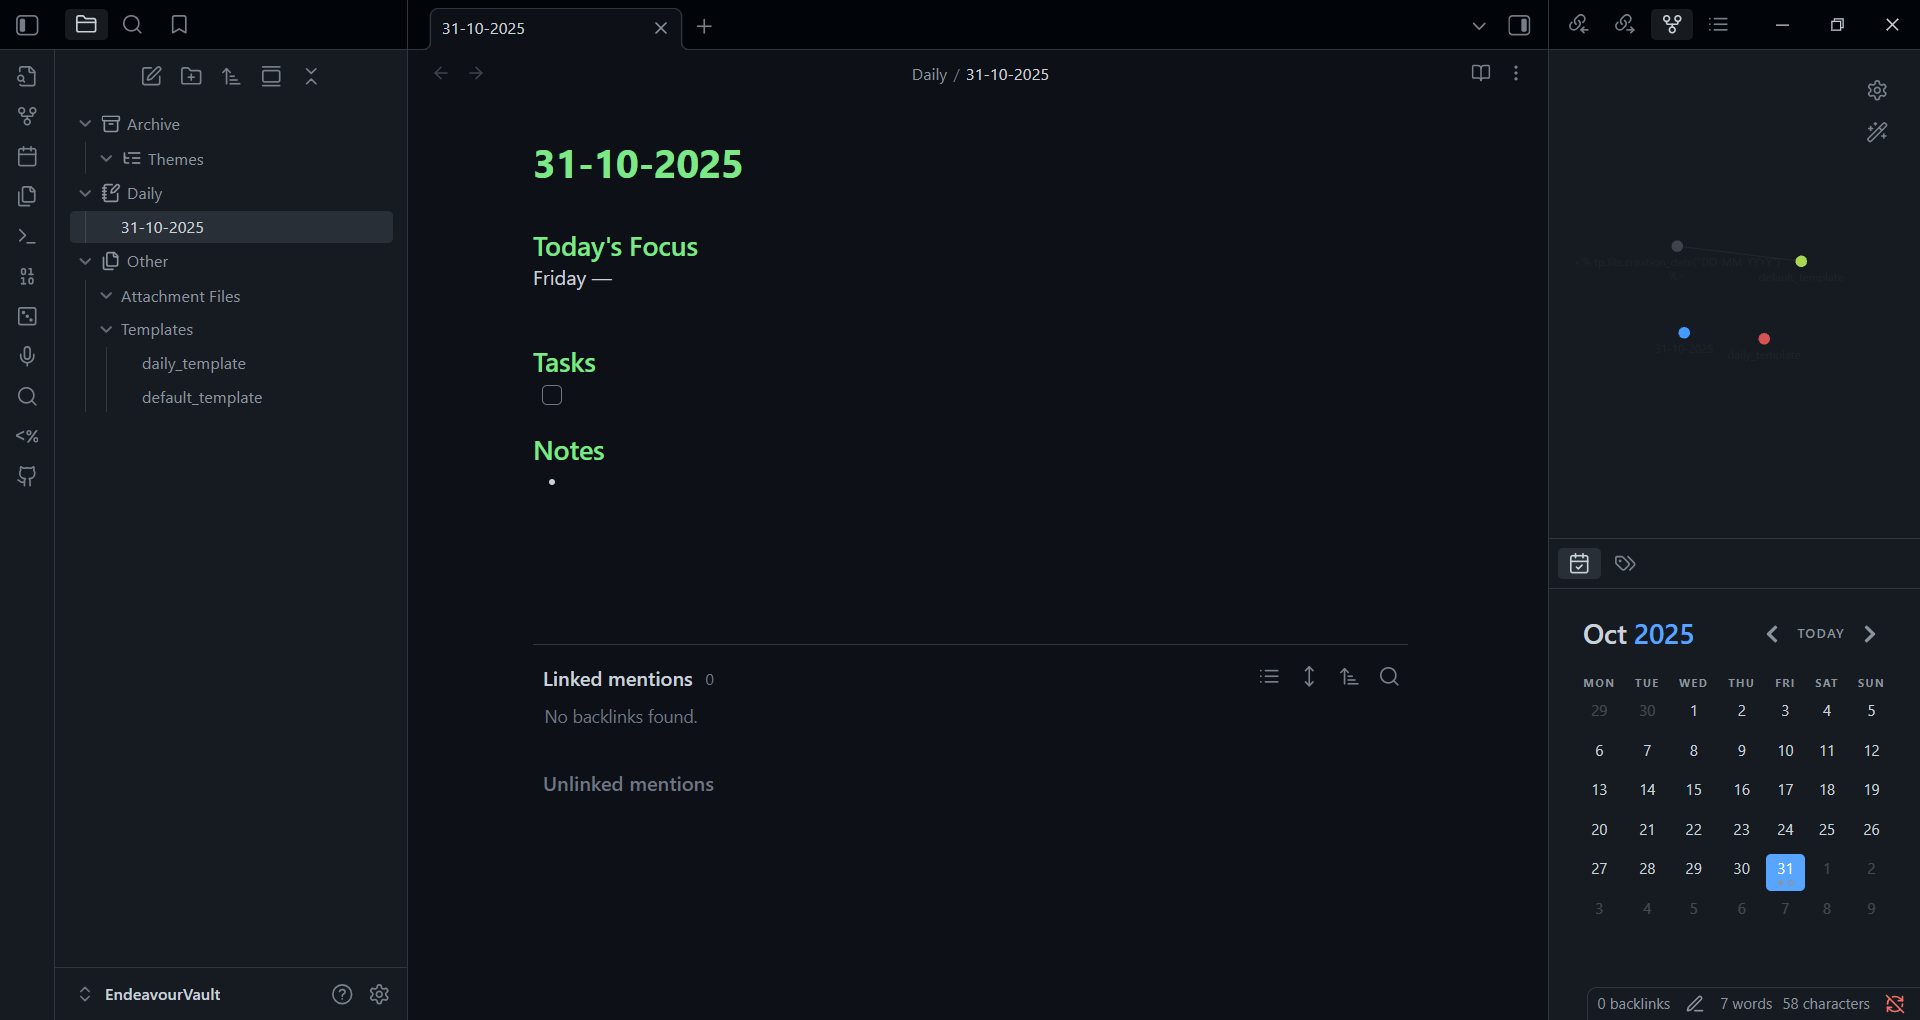 31-10-2025
Daily / 31-10-2025
Archive
Themes
Daily
31-10-2025
Other
Attachment Files
Templates
daily_template
default_template
EndeavourVault
31-10-2025
Today's Focus
Friday —
Tasks
Notes
Linked mentions 0
No backlinks found.
Unlinked mentions
default_template
31-10-2025
daily_template
Oct 2025
TODAY
MON TUE WED THU FRI SAT SUN
29 30 1 2 3 4 5
6 7 8 9 10 11 12
13 14 15 16 17 18 19
20 21 22 23 24 25 26
27 28 29 30 31 1 2
3 4 5 6 7 8 9
0 backlinks 7 words 58 characters